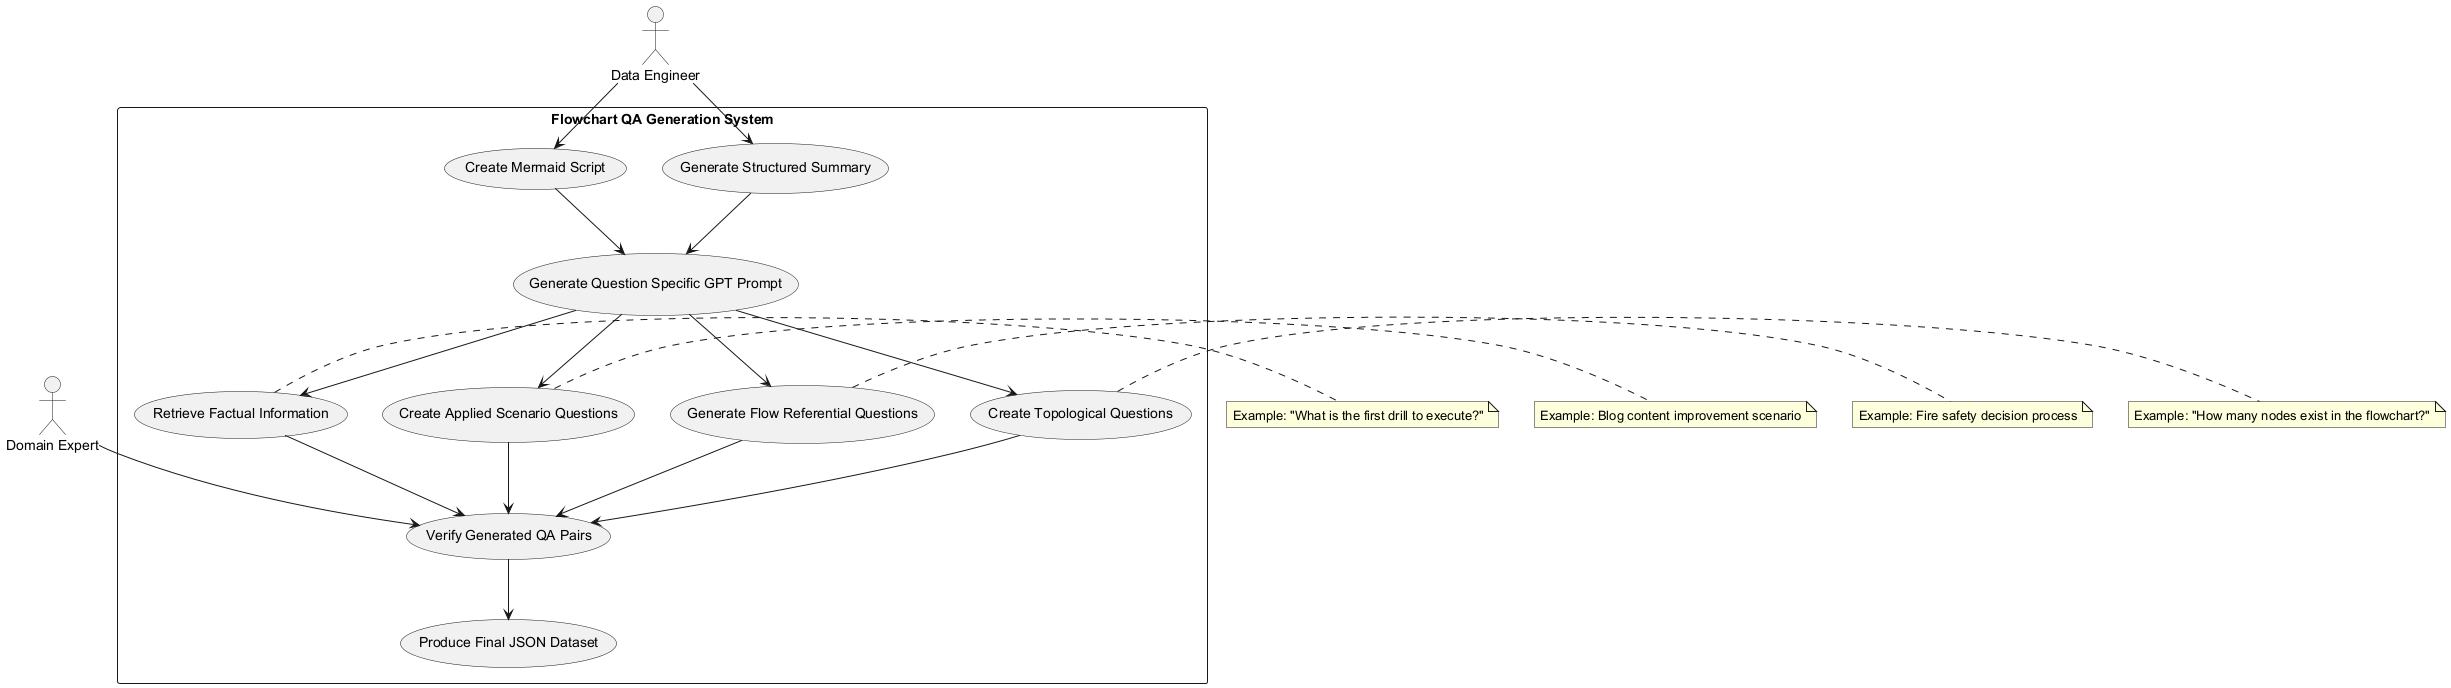 Data Engineer
Flowchart QA Generation System
Create Mermaid Script
Generate Structured Summary
Generate Question Specific GPT Prompt
Domain Expert
Retrieve Factual Information
Create Applied Scenario Questions
Generate Flow Referential Questions
Create Topological Questions
Example: "What is the first drill to execute?"
Example: Blog content improvement scenario
Example: Fire safety decision process
Example: "How many nodes exist in the flowchart?"
Verify Generated QA Pairs
Produce Final JSON Dataset